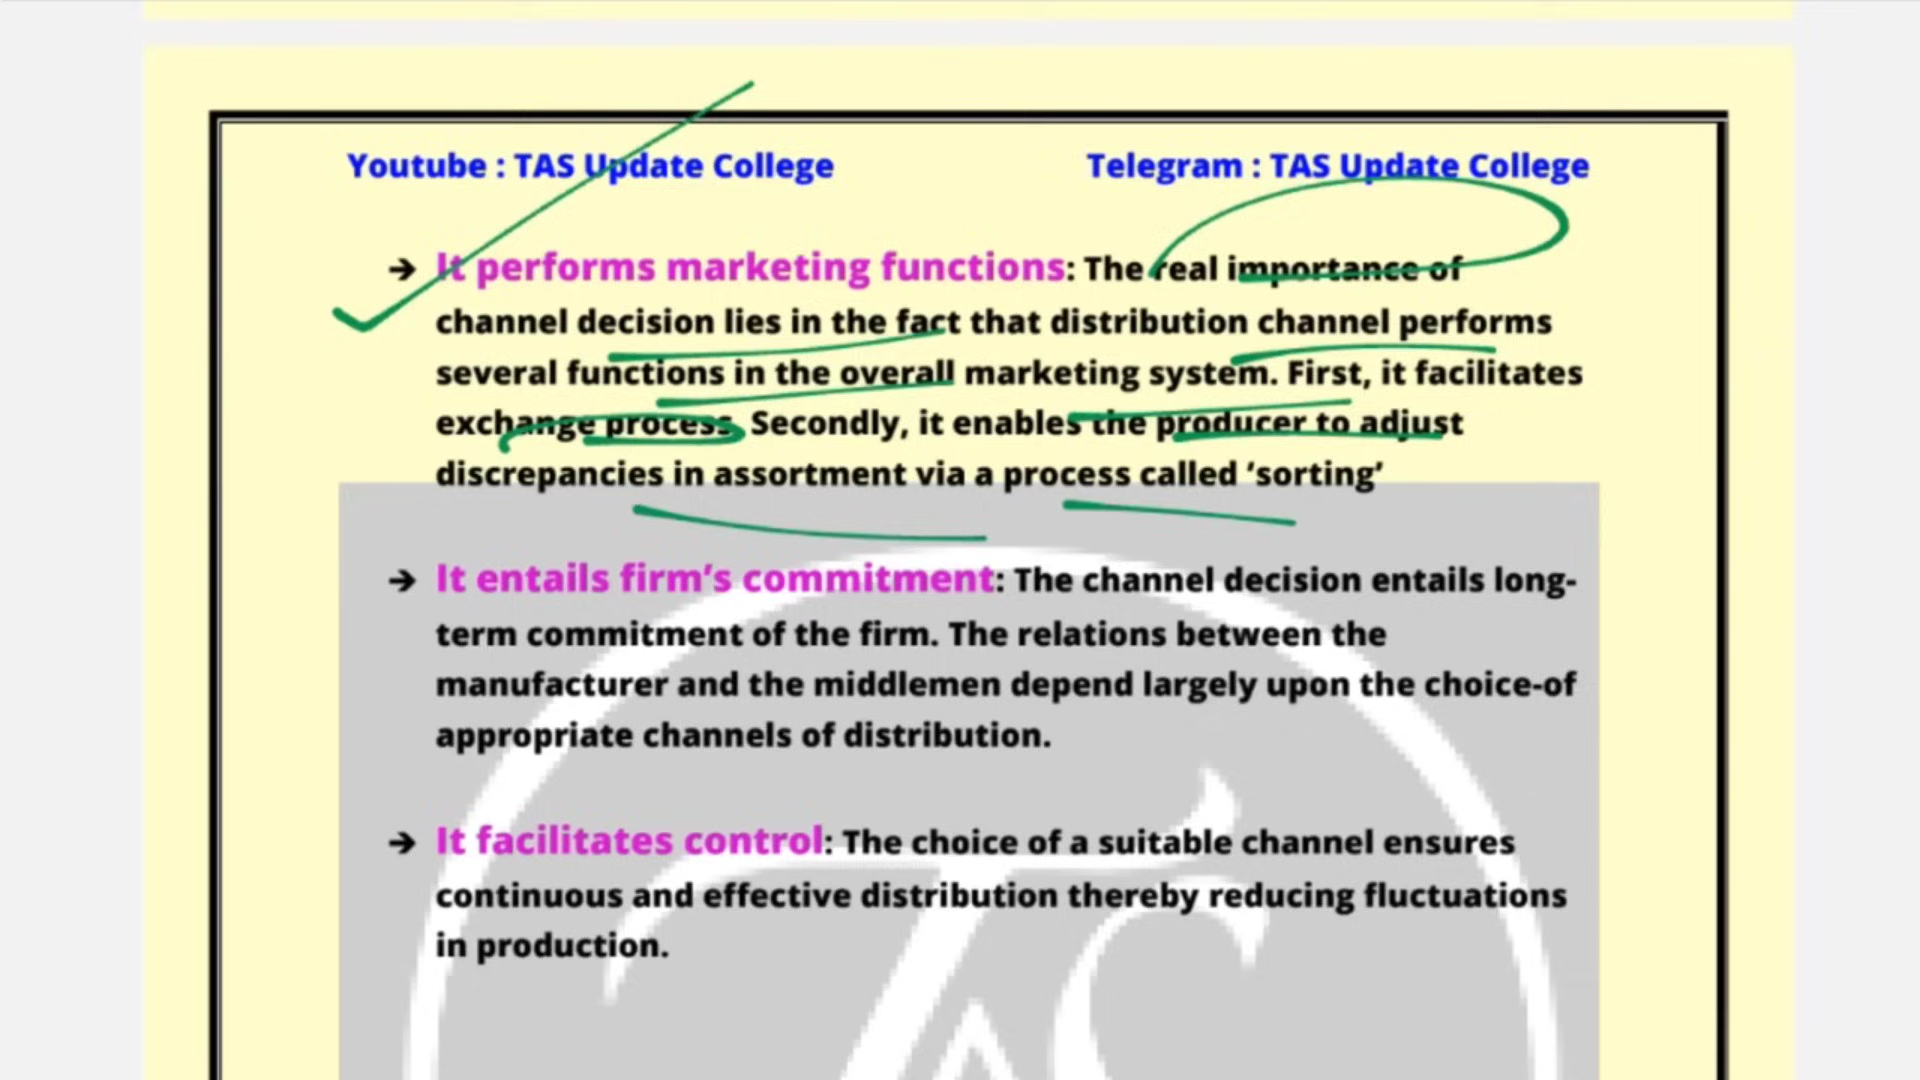 Youtube : TAS Update College
Telegram : TAS Update College
➔ It performs marketing functions: The real importance of
channel decision lies in the fact that distribution channel performs
several functions in the overall marketing system. First, it facilitates
exchange process. Secondly, it enables the producer to adjust
discrepancies in assortment via a process called ‘sorting’
➔ It entails firm’s commitment: The channel decision entails long-
term commitment of the firm. The relations between the
manufacturer and the middlemen depend largely upon the choice-of
appropriate channels of distribution.
➔ It facilitates control: The choice of a suitable channel ensures
continuous and effective distribution thereby reducing fluctuations
in production.